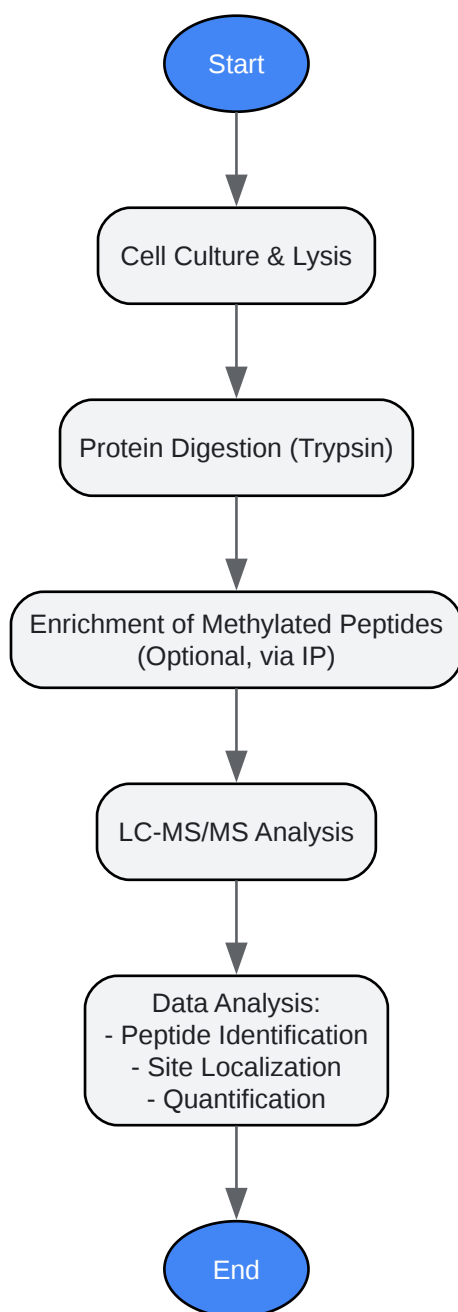 Start
Cell Culture & Lysis
Protein Digestion (Trypsin)
Enrichment of Methylated Peptides
(Optional, via IP)
LC-MS/MS Analysis
Data Analysis:
- Peptide Identification
- Site Localization
- Quantification
End